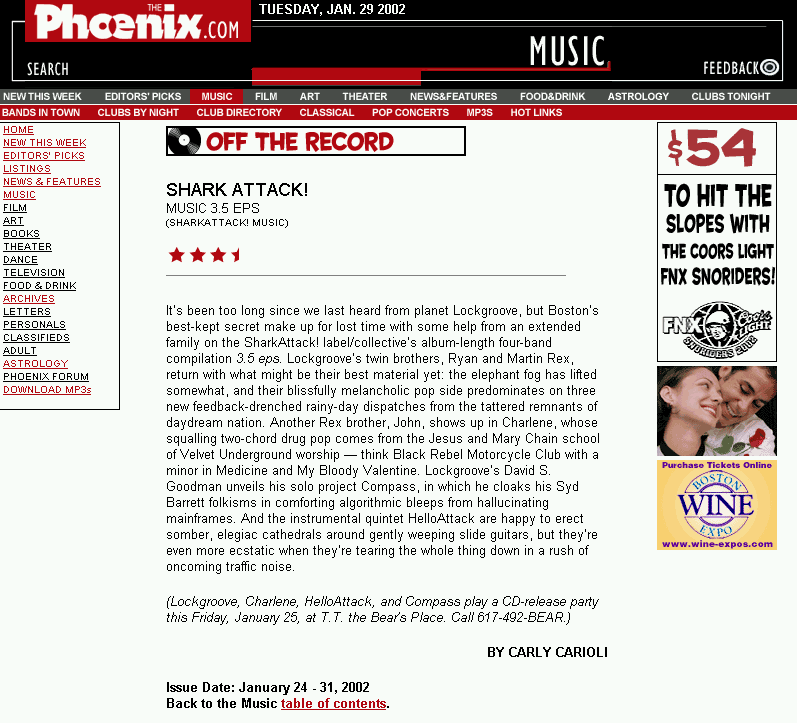 THE
Phoenix.COM
TUESDAY, JAN. 29 2002
MUSIC
SEARCH
FEEDBACK
NEW THIS WEEK EDITORS' PICKS MUSIC FILM ART THEATER NEWS&FEATURES FOOD&DRINK ASTROLOGY CLUBS TONIGHT
BANDS IN TOWN CLUBS BY NIGHT CLUB DIRECTORY CLASSICAL POP CONCERTS MP3S HOT LINKS
HOME
NEW THIS WEEK
EDITORS' PICKS
LISTINGS
NEWS & FEATURES
MUSIC
FILM
ART
BOOKS
THEATER
DANCE
TELEVISION
FOOD & DRINK
ARCHIVES
LETTERS
PERSONALS
CLASSIFIEDS
ADULT
ASTROLOGY
PHOENIX FORUM
DOWNLOAD MP3s
OFF THE RECORD
SHARK ATTACK!
MUSIC 3.5 EPS
(SHARKATTACK! MUSIC)
It's been too long since we last heard from planet Lockgroove, but Boston's
best-kept secret make up for lost time with some help from an extended
family on the SharkAttack! label/collective's album-length four-band
compilation 3.5 eps. Lockgroove's twin brothers, Ryan and Martin Rex,
return with what might be their best material yet: the elephant fog has lifted
somewhat, and their blissfully melancholic pop side predominates on three
new feedback-drenched rainy-day dispatches from the tattered remnants of
daydream nation. Another Rex brother, John, shows up in Charlene, whose
squalling two-chord drug pop comes from the Jesus and Mary Chain school
of Velvet Underground worship — think Black Rebel Motorcycle Club with a
minor in Medicine and My Bloody Valentine. Lockgroove's David S.
Goodman unveils his solo project Compass, in which he cloaks his Syd
Barrett folkisms in comforting algorithmic bleeps from hallucinating
mainframes. And the instrumental quintet HelloAttack are happy to erect
somber, elegiac cathedrals around gently weeping slide guitars, but they're
even more ecstatic when they're tearing the whole thing down in a rush of
oncoming traffic noise.
(Lockgroove, Charlene, HelloAttack, and Compass play a CD-release party
this Friday, January 25, at T.T. the Bear's Place. Call 617-492-BEAR.)
BY CARLY CARIOLI
Issue Date: January 24 - 31, 2002
Back to the Music table of contents.
$54
TO HIT THE
SLOPES WITH
THE COORS LIGHT
FNX SNORIDERS!
FNX Coors Light
SNORIDERS 2002
Purchase Tickets Online
BOSTON
WINE
EXPO
www.wine-expos.com